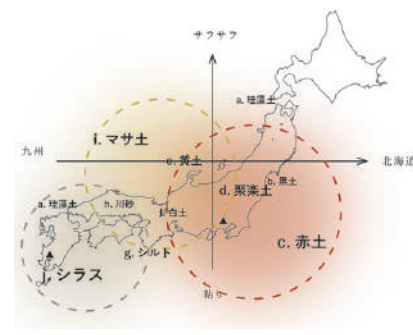 サラサラ
a. 珪藻土
i. マサ土
九州
e. 黄土
北海道
b. 黒土
d. 聚楽土
a. 珪藻土
h. 川砂
f. 白土
c. 赤土
g. シルト
j. シラス
粘り